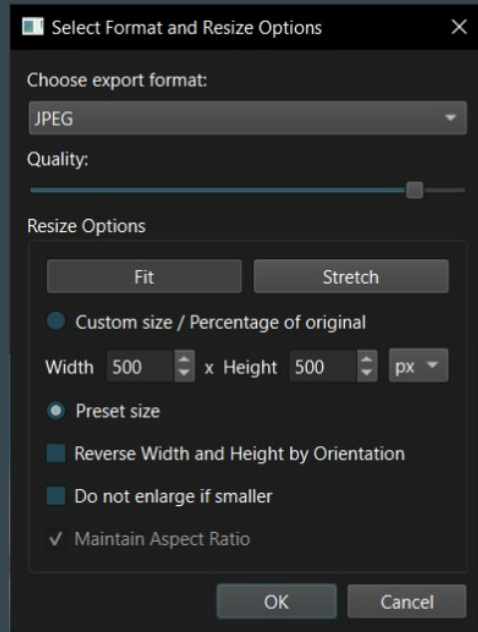 Select Format and Resize Options
Choose export format:
JPEG
Quality:
Resize Options
Fit Stretch
Custom size / Percentage of original
Width 500 x Height 500 px
Preset size
Reverse Width and Height by Orientation
Do not enlarge if smaller
Maintain Aspect Ratio
OK Cancel